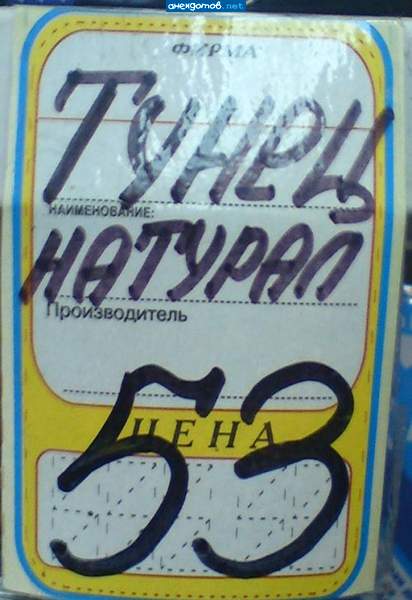 анекдотов.net
ФИРМА
ТУНЕЦ
НАИМЕНОВАНИЕ:
НАТУРАЛ
Производитель
ЦЕНА
53